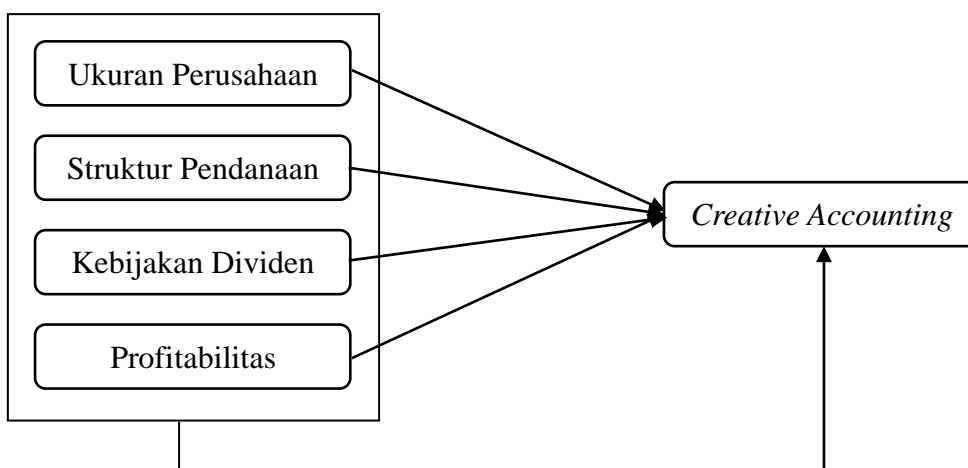 Ukuran Perusahaan
Struktur Pendanaan
Creative Accounting
Kebijakan Dividen
Profitabilitas